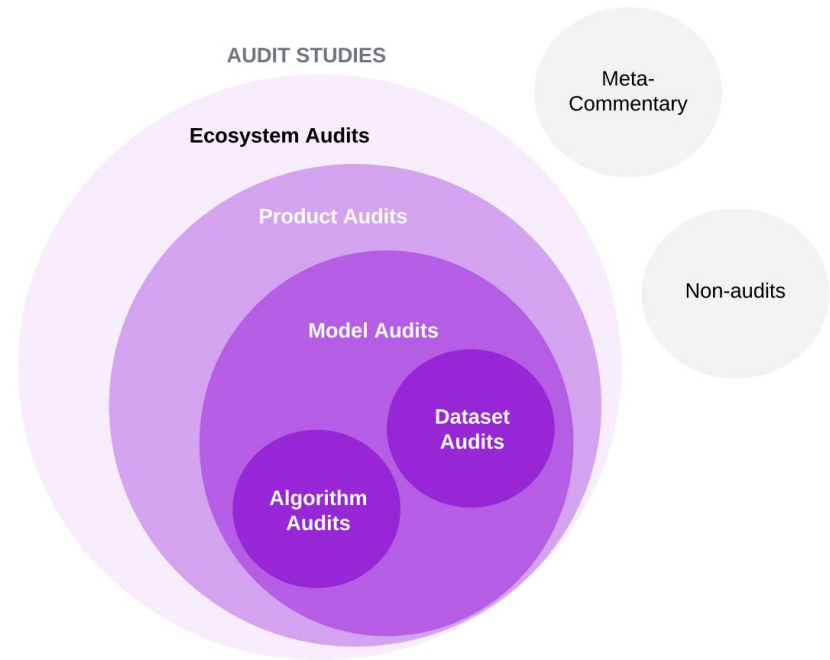 AUDIT STUDIES
Meta-
Commentary
Ecosystem Audits
Product Audits
Non-audits
Model Audits
Dataset
Audits
Algorithm
Audits